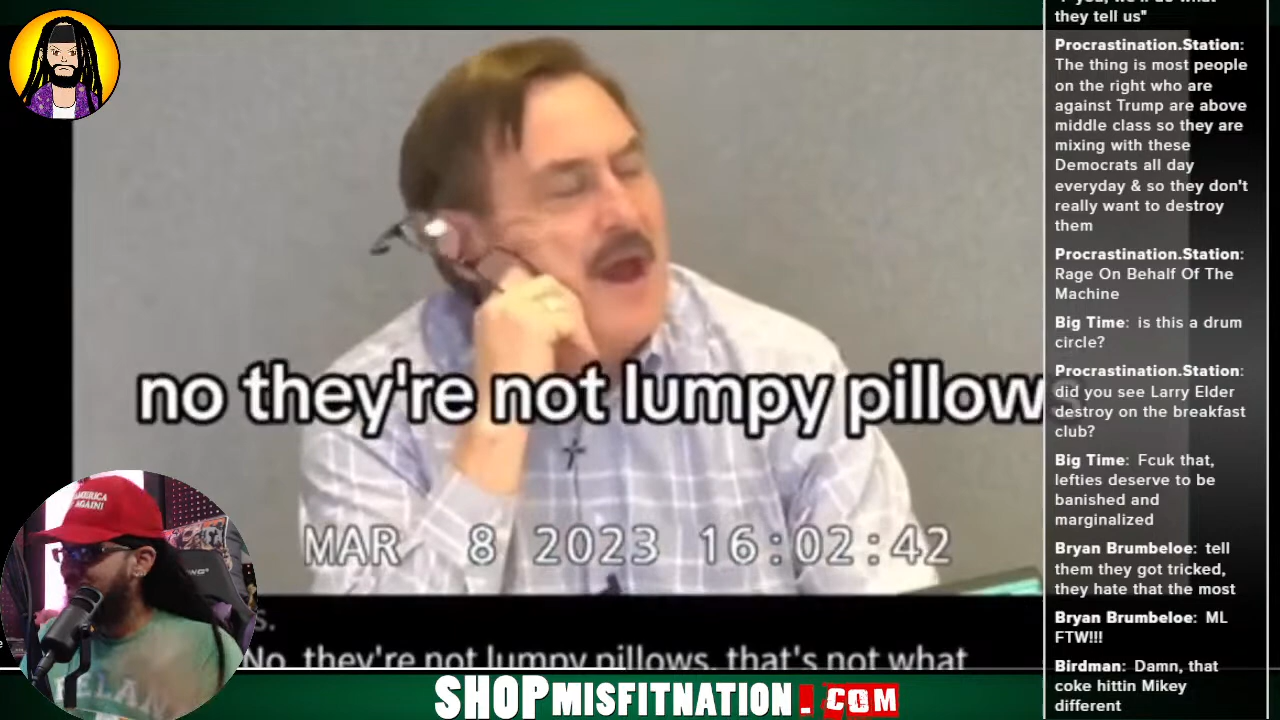 they tell us"
Procrastination.Station:
The thing is most people
on the right who are
against Trump are above
middle class so they are
mixing with these
Democrats all day
everyday & so they don't
really want to destroy
them
Procrastination.Station:
Rage On Behalf Of The
Machine
Big Time: is this a drum
circle?
Procrastination.Station:
did you see Larry Elder
destroy on the breakfast
club?
Big Time: Fcuk that,
lefties deserve to be
banished and
marginalized
Bryan Brumbeloe: tell
them they got tricked,
they hate that the most
Bryan Brumbeloe: ML
FTW!!!
Birdman: Damn, that
coke hittin Mikey
different
no they're not lumpy pillow
MAR 8 2023 16:02:42
AMERICA
AGAIN!
s.
No, they're not lumpy pillows, that's not what
SHOPMISFITNATION.COM